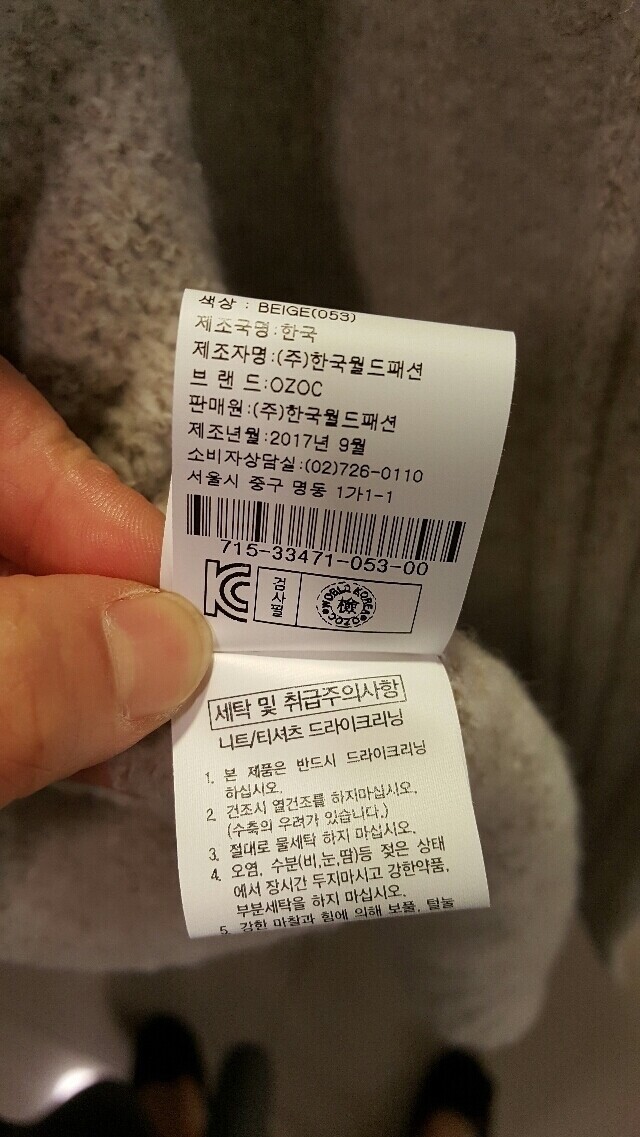 색상 : BEIGE(053)
제조국명:한국
제조자명:(주)한국월드패션
브 랜 드:OZOC
판매원:(주)한국월드패션
제조년월:2017년 9월
소비자상담실:(02)726-0110
서울시 중구 명동 1가1-1
715-33471-053-00
KC
검사필
WORLD KOREA
檢
OZOC
세탁 및 취급주의사항
니트/티셔츠 드라이크리닝
1. 본 제품은 반드시 드라이크리닝
하십시오.
2. 건조시 열건조를 하지마십시오.
(수축의 우려가 있습니다.)
3. 절대로 물세탁 하지 마십시오.
4. 오염, 수분(비,눈,땀)등 젖은 상태
에서 장시간 두지마시고 강한약품,
부분세탁을 하지 마십시오.
5. 강한 마찰과 힘에 의해 보풀, 털눌